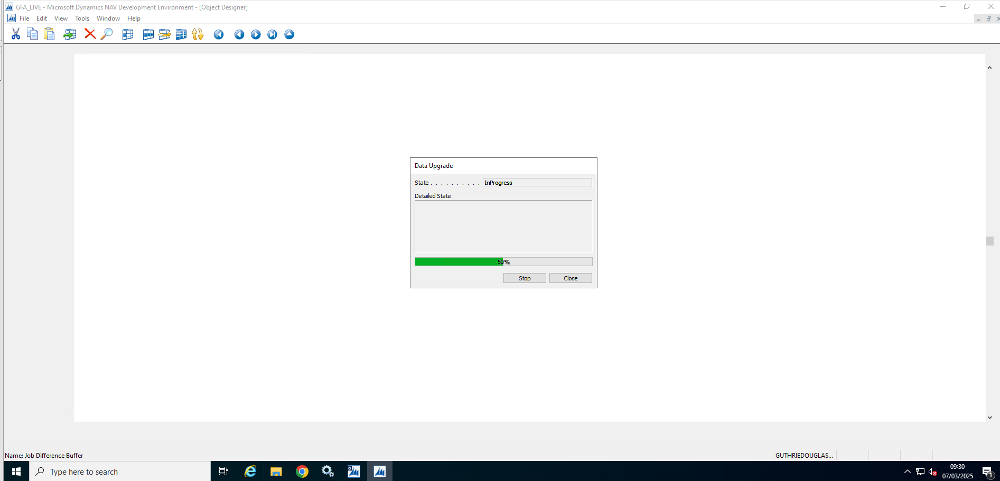 GFA_LIVE - Microsoft Dynamics NAV Development Environment - [Object Designer]
File Edit View Tools Window Help
Data Upgrade
State . . . . . . . . . . InProgress
Detailed State
50%
Stop Close
Name: Job Difference Buffer
GUTHRIEDOUGLAS...
Type here to search
09:30
07/03/2025
1